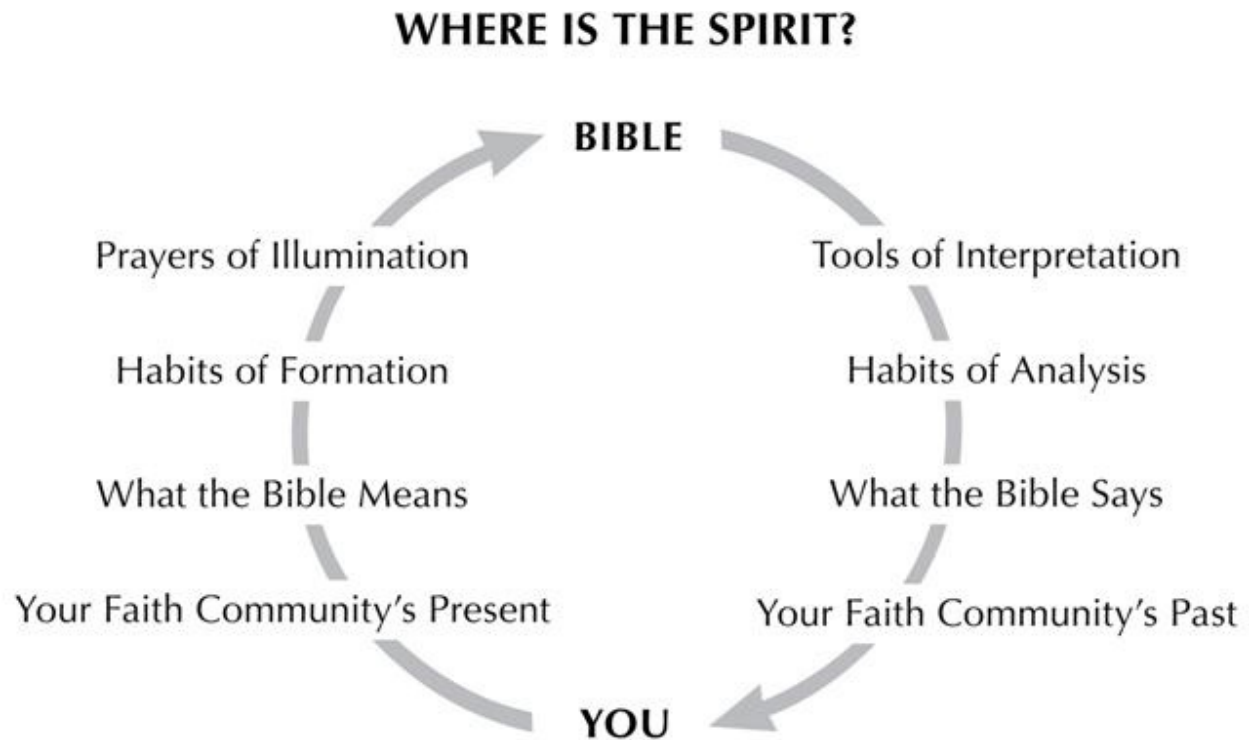 WHERE IS THE SPIRIT?
BIBLE
Prayers of Illumination
Tools of Interpretation
Habits of Formation
Habits of Analysis
What the Bible Means
What the Bible Says
Your Faith Community’s Present
Your Faith Community’s Past
YOU